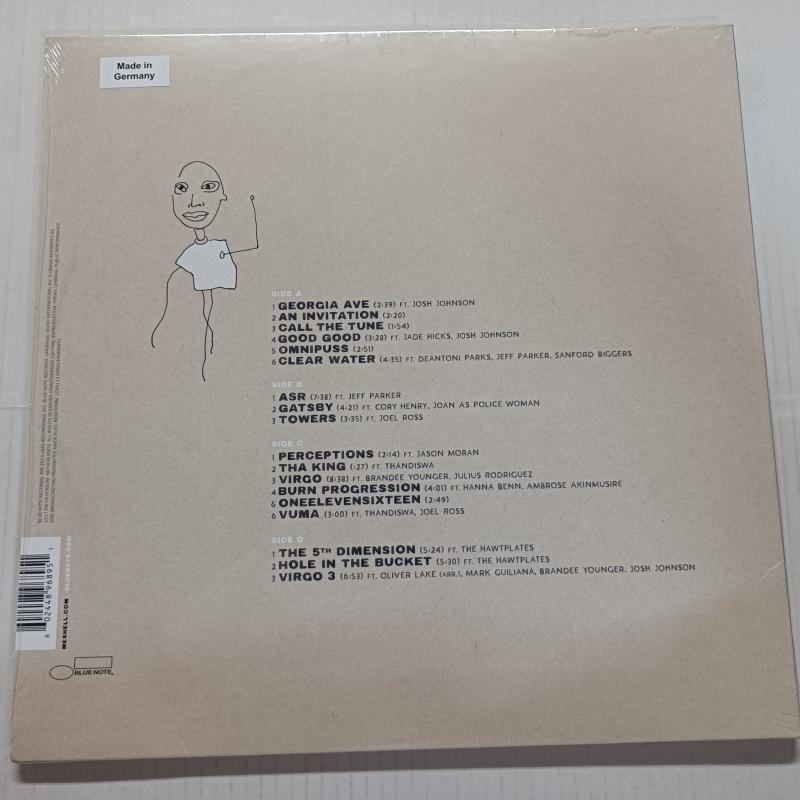 Made in
Germany
SIDE A
1 GEORGIA AVE (2:39) FT. JOSH JOHNSON
2 AN INVITATION (2:20)
3 CALL THE TUNE (1:54)
4 GOOD GOOD (3:28) FT. JADE HICKS, JOSH JOHNSON
5 OMNIPUSS (2:51)
6 CLEAR WATER (4:35) FT. DEANTONI PARKS, JEFF PARKER, SANFORD BIGGERS
SIDE B
1 ASR (7:38) FT. JEFF PARKER
2 GATSBY (4:21) FT. CORY HENRY, JOAN AS POLICE WOMAN
3 TOWERS (3:35) FT. JOEL ROSS
SIDE C
1 PERCEPTIONS (2:14) FT. JASON MORAN
2 THA KING (:27) FT. THANDISWA
3 VIRGO (8:38) FT. BRANDEE YOUNGER, JULIUS RODRIGUEZ
4 BURN PROGRESSION (4:01) FT. HANNA BENN, AMBROSE AKINMUSIRE
5 ONEELEVENSIXTEEN (2:49)
6 VUMA (3:00) FT. THANDISWA, JOEL ROSS
SIDE D
1 THE 5TH DIMENSION (5:24) FT. THE HAWTPLATES
2 HOLE IN THE BUCKET (5:30) FT. THE HAWTPLATES
3 VIRGO 3 (6:53) FT. OLIVER LAKE (ARR.), MARK GUILIANA, BRANDEE YOUNGER, JOSH JOHNSON
6 02448 96895 1
MESHELL.COM BLUENOTE.COM
BLUE NOTE